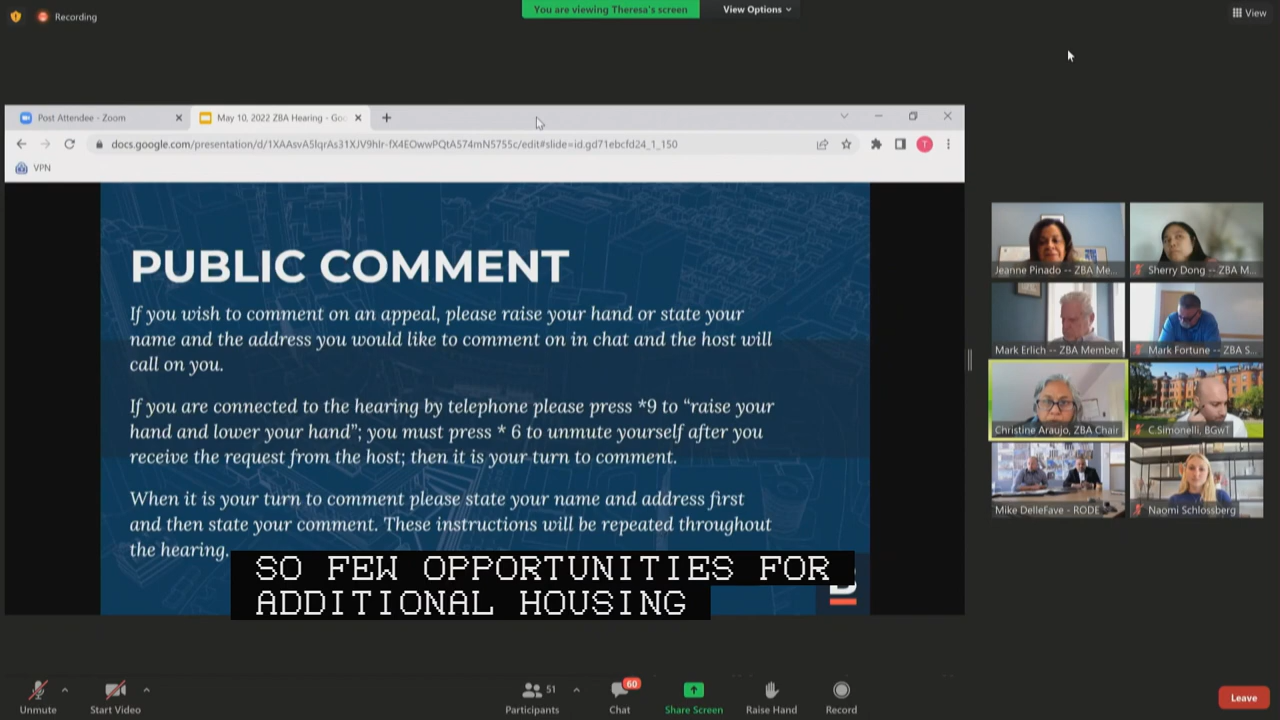 Recording
You are viewing Theresa's screen
View Options
View
Post Attendee - Zoom
May 10, 2022 ZBA Hearing - Goo
docs.google.com/presentation/d/1XAAsvA5lqrAs31XJV9hlr-fX4EOwwPQtA574mN5755c/edit#slide=id.gd71ebcfd24_1_150
T
VPN
PUBLIC COMMENT
If you wish to comment on an appeal, please raise your hand or state your
name and the address you would like to comment on in chat and the host will
call on you.
If you are connected to the hearing by telephone please press *9 to “raise your
hand and lower your hand”; you must press * 6 to unmute yourself after you
receive the request from the host; then it is your turn to comment.
When it is your turn to comment please state your name and address first
and then state your comment. These instructions will be repeated throughout
the hearing.
B
SO FEW OPPORTUNITIES FOR
ADDITIONAL HOUSING
Jeanne Pinado -- ZBA Me...
Sherry Dong -- ZBA M...
Mark Erlich -- ZBA Member
Mark Fortune -- ZBA S...
Christine Araujo, ZBA Chair
C.Simonelli, BGwT
Mike DelleFave - RODE
Naomi Schlossberg
Unmute
Start Video
51
Participants
60
Chat
Share Screen
Raise Hand
Record
Leave